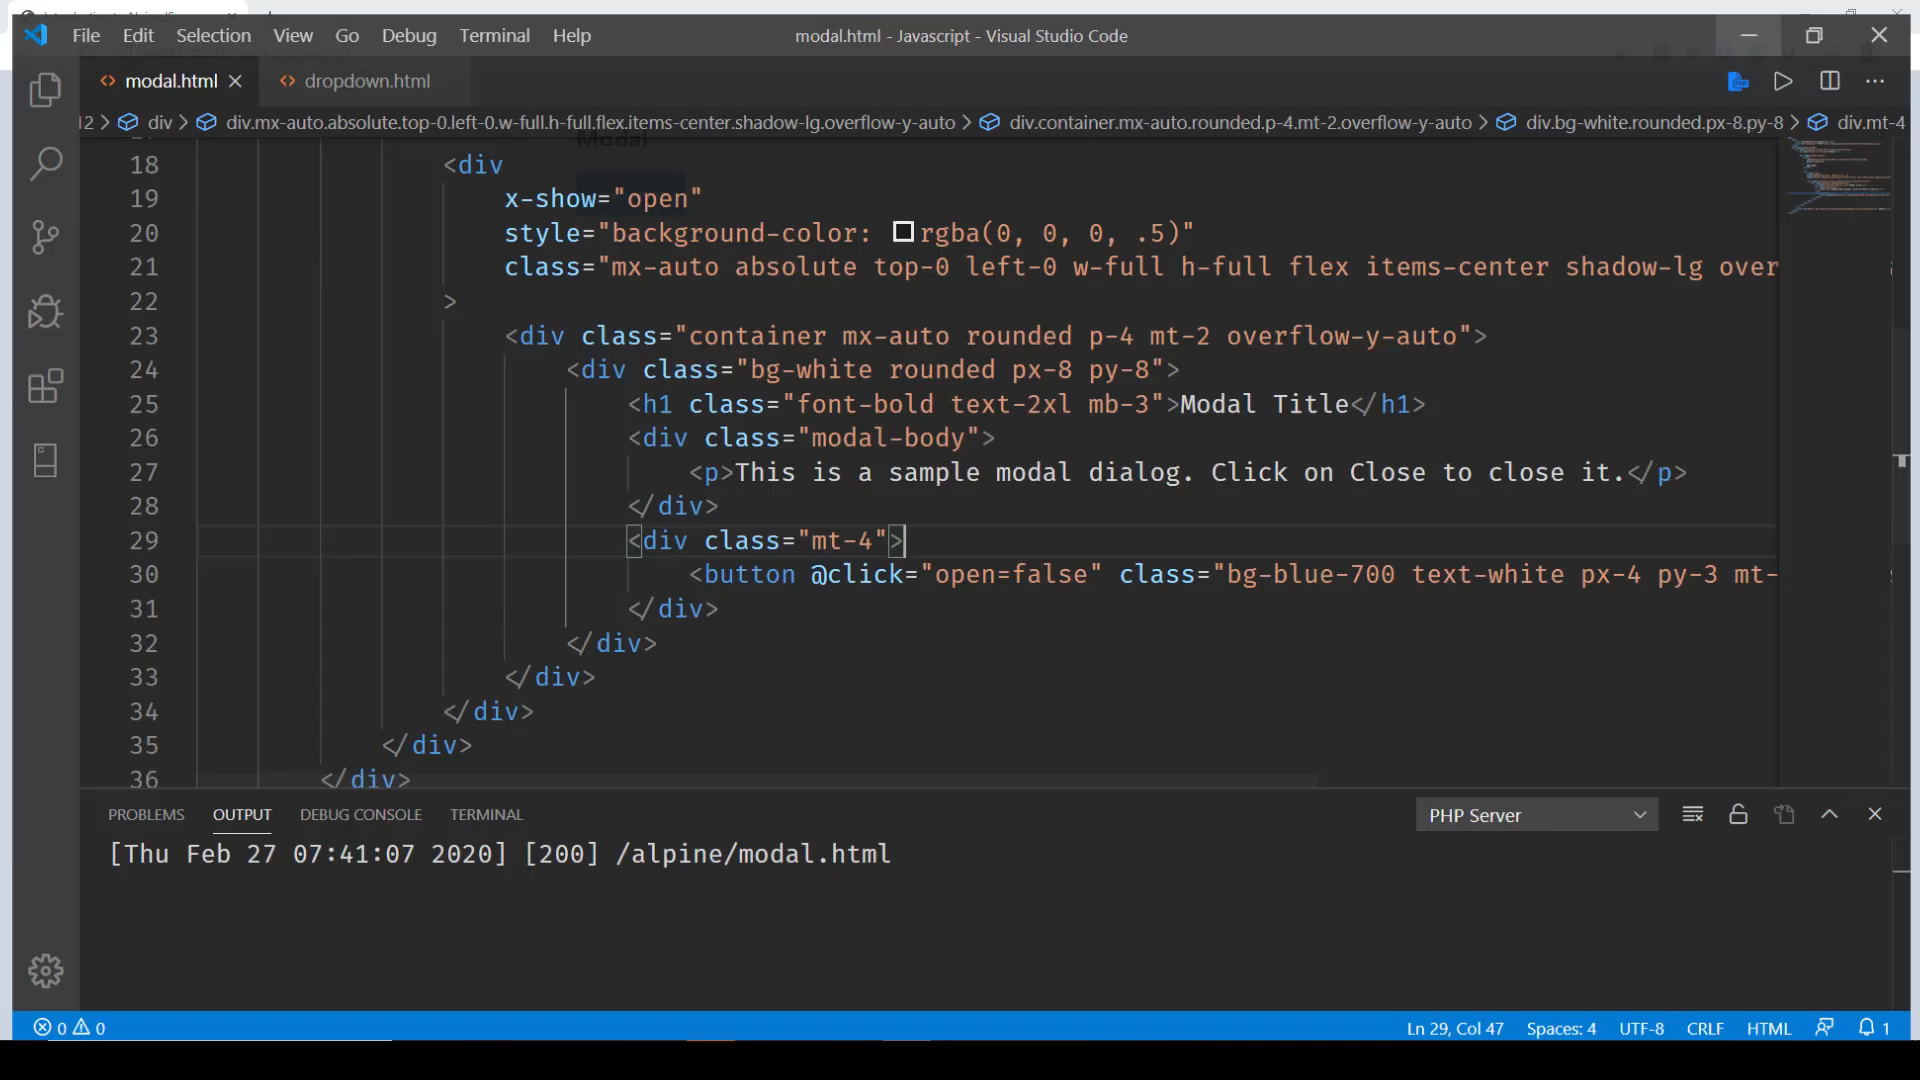 File Edit Selection View Go Debug Terminal Help modal.html - Javascript - Visual Studio Code
modal.html dropdown.html
12 > div > div.mx-auto.absolute.top-0.left-0.w-full.h-full.flex.items-center.shadow-lg.overflow-y-auto > div.container.mx-auto.rounded.p-4.mt-2.overflow-y-auto > div.bg-white.rounded.px-8.py-8 > div.mt-4
Modal
18 <div
19 x-show="open"
20 style="background-color: rgba(0, 0, 0, .5)"
21 class="mx-auto absolute top-0 left-0 w-full h-full flex items-center shadow-lg over
22 >
23 <div class="container mx-auto rounded p-4 mt-2 overflow-y-auto">
24 <div class="bg-white rounded px-8 py-8">
25 <h1 class="font-bold text-2xl mb-3">Modal Title</h1>
26 <div class="modal-body">
27 <p>This is a sample modal dialog. Click on Close to close it.</p>
28 </div>
29 <div class="mt-4">
30 <button @click="open=false" class="bg-blue-700 text-white px-4 py-3 mt-
31 </div>
32 </div>
33 </div>
34 </div>
35 </div>
36 </div>
PROBLEMS OUTPUT DEBUG CONSOLE TERMINAL PHP Server
[Thu Feb 27 07:41:07 2020] [200] /alpine/modal.html
0 0 Ln 29, Col 47 Spaces: 4 UTF-8 CRLF HTML 1